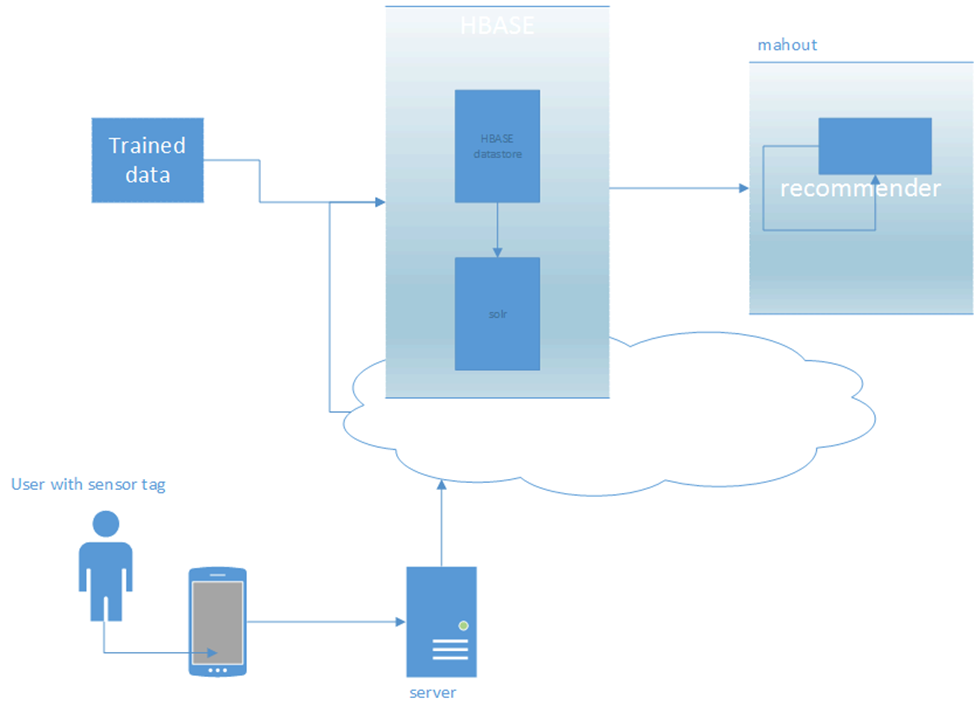 HBASE
mahout
HBASE
datastore
Trained
data
recommender
solr
User with sensor tag
server